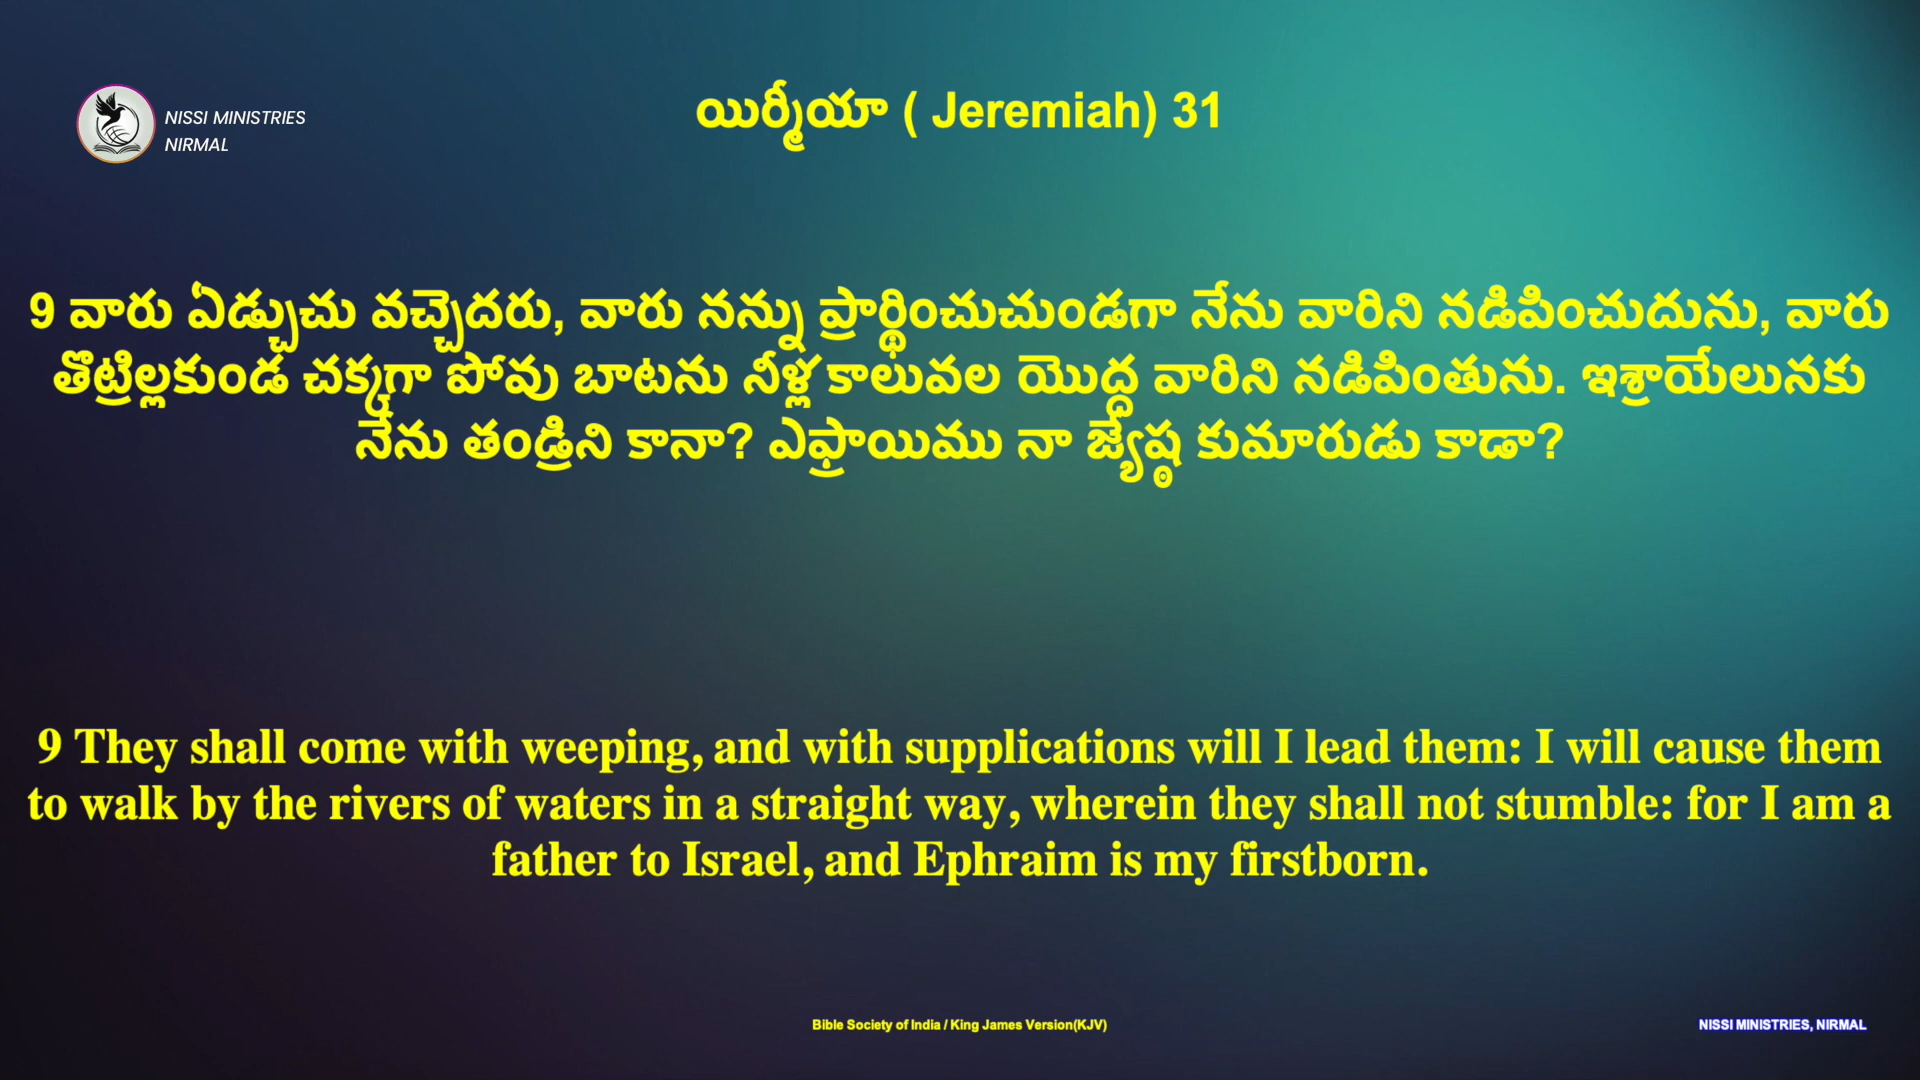 NISSI MINISTRIES
NIRMAL
యిర్మీయా ( Jeremiah) 31
9 వారు ఏడ్చుచు వచ్చెదరు, వారు నన్ను ప్రార్థించుచుండగా నేను వారిని నడిపించుదును, వారు
తొట్రిల్లకుండ చక్కగా పోవు బాటను నీళ్ల కాలువల యొద్ద వారిని నడిపింతును. ఇశ్రాయేలునకు
నేను తండ్రిని కానా? ఎఫ్రాయిము నా జ్యేష్ఠ కుమారుడు కాడా?
9 They shall come with weeping, and with supplications will I lead them: I will cause them
to walk by the rivers of waters in a straight way, wherein they shall not stumble: for I am a
father to Israel, and Ephraim is my firstborn.
Bible Society of India / King James Version(KJV)
NISSI MINISTRIES, NIRMAL